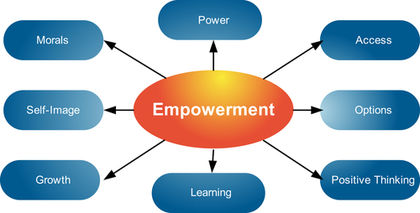 Power
Morals
Access
Self-Image
Empowerment
Options
Growth
Learning
Positive Thinking